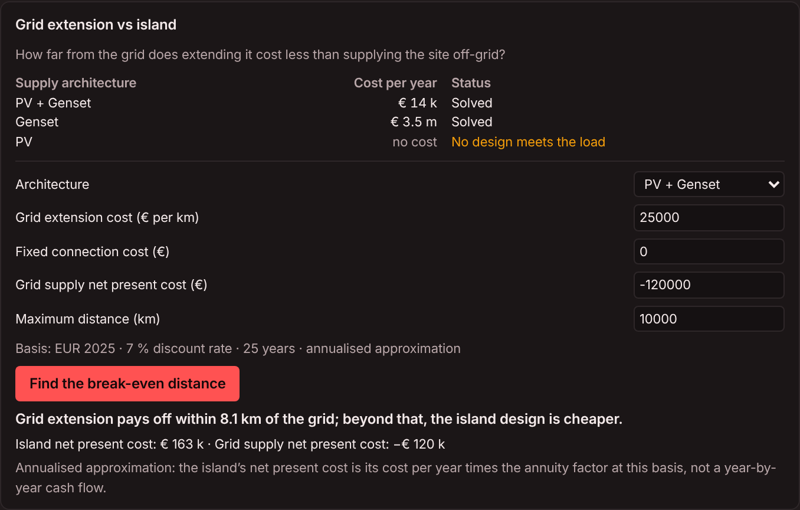 Grid extension vs island
How far from the grid does extending it cost less than supplying the site off-grid?
Supply architecture Cost per year Status
PV + Genset € 14 k Solved
Genset € 3.5 m Solved
PV no cost No design meets the load
Architecture PV + Genset
Grid extension cost (€ per km) 25000
Fixed connection cost (€) 0
Grid supply net present cost (€) -120000
Maximum distance (km) 10000
Basis: EUR 2025 · 7 % discount rate · 25 years · annualised approximation
Find the break-even distance
Grid extension pays off within 8.1 km of the grid; beyond that, the island design is cheaper.
Island net present cost: € 163 k · Grid supply net present cost: −€ 120 k
Annualised approximation: the island’s net present cost is its cost per year times the annuity factor at this basis, not a year-by-
year cash flow.